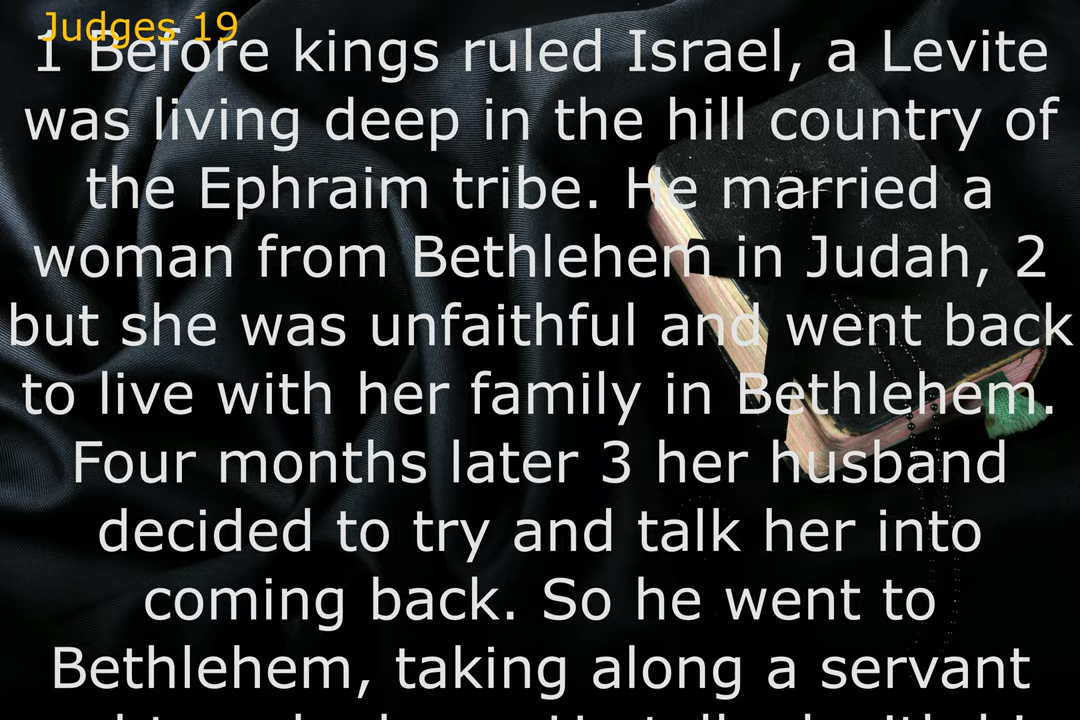 Judges 19
1 Before kings ruled Israel, a Levite
was living deep in the hill country of
the Ephraim tribe. He married a
woman from Bethlehem in Judah, 2
but she was unfaithful and went back
to live with her family in Bethlehem.
Four months later 3 her husband
decided to try and talk her into
coming back. So he went to
Bethlehem, taking along a servant